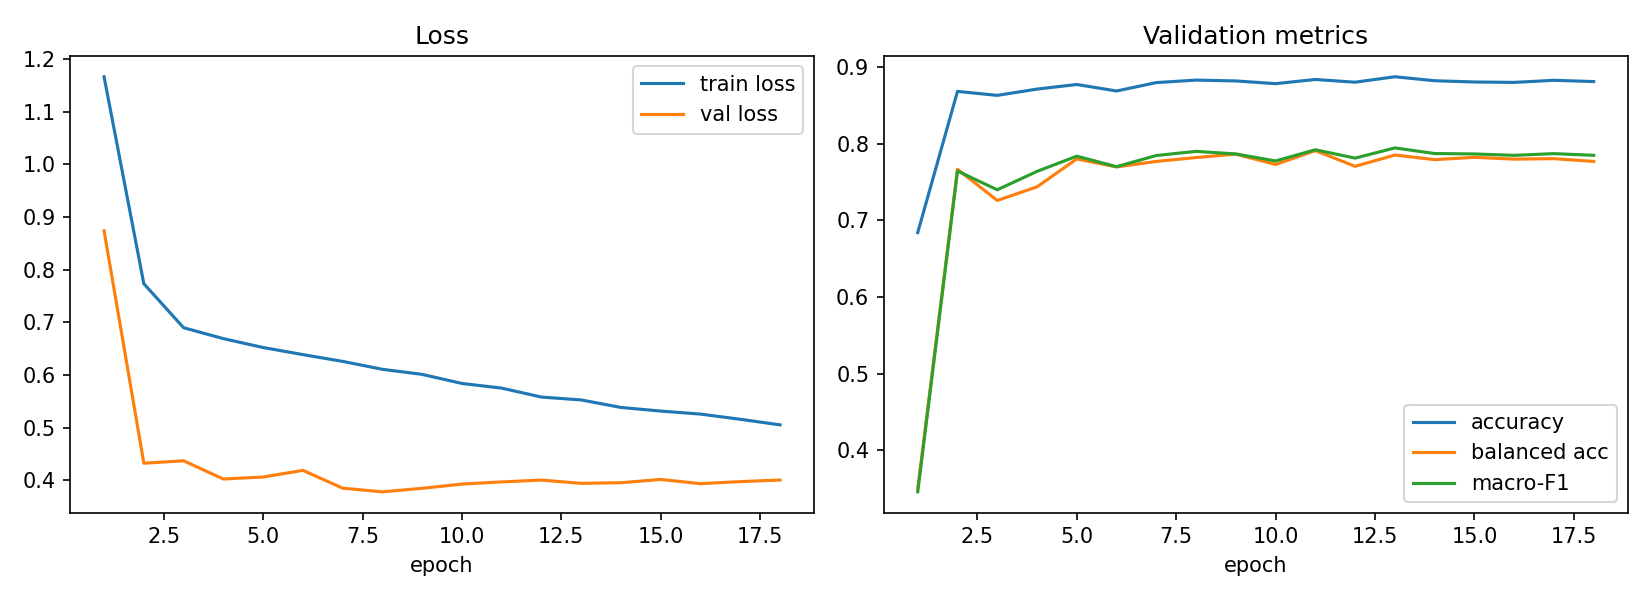 Loss
1.2
1.1
1.0
0.9
0.8
0.7
0.6
0.5
0.4
train loss
val loss
2.5 5.0 7.5 10.0 12.5 15.0 17.5
epoch
Validation metrics
0.9
0.8
0.7
0.6
0.5
0.4
accuracy
balanced acc
macro-F1
2.5 5.0 7.5 10.0 12.5 15.0 17.5
epoch